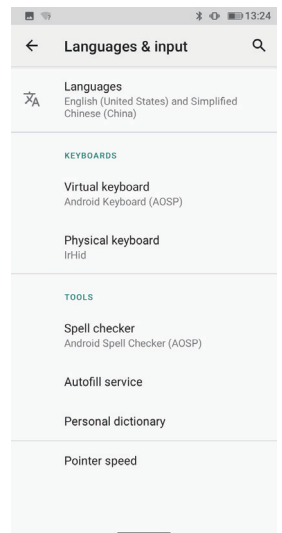 13:24
Languages & input
Languages
English (United States) and Simplified
Chinese (China)
KEYBOARDS
Virtual keyboard
Android Keyboard (AOSP)
Physical keyboard
IrHid
TOOLS
Spell checker
Android Spell Checker (AOSP)
Autofill service
Personal dictionary
Pointer speed